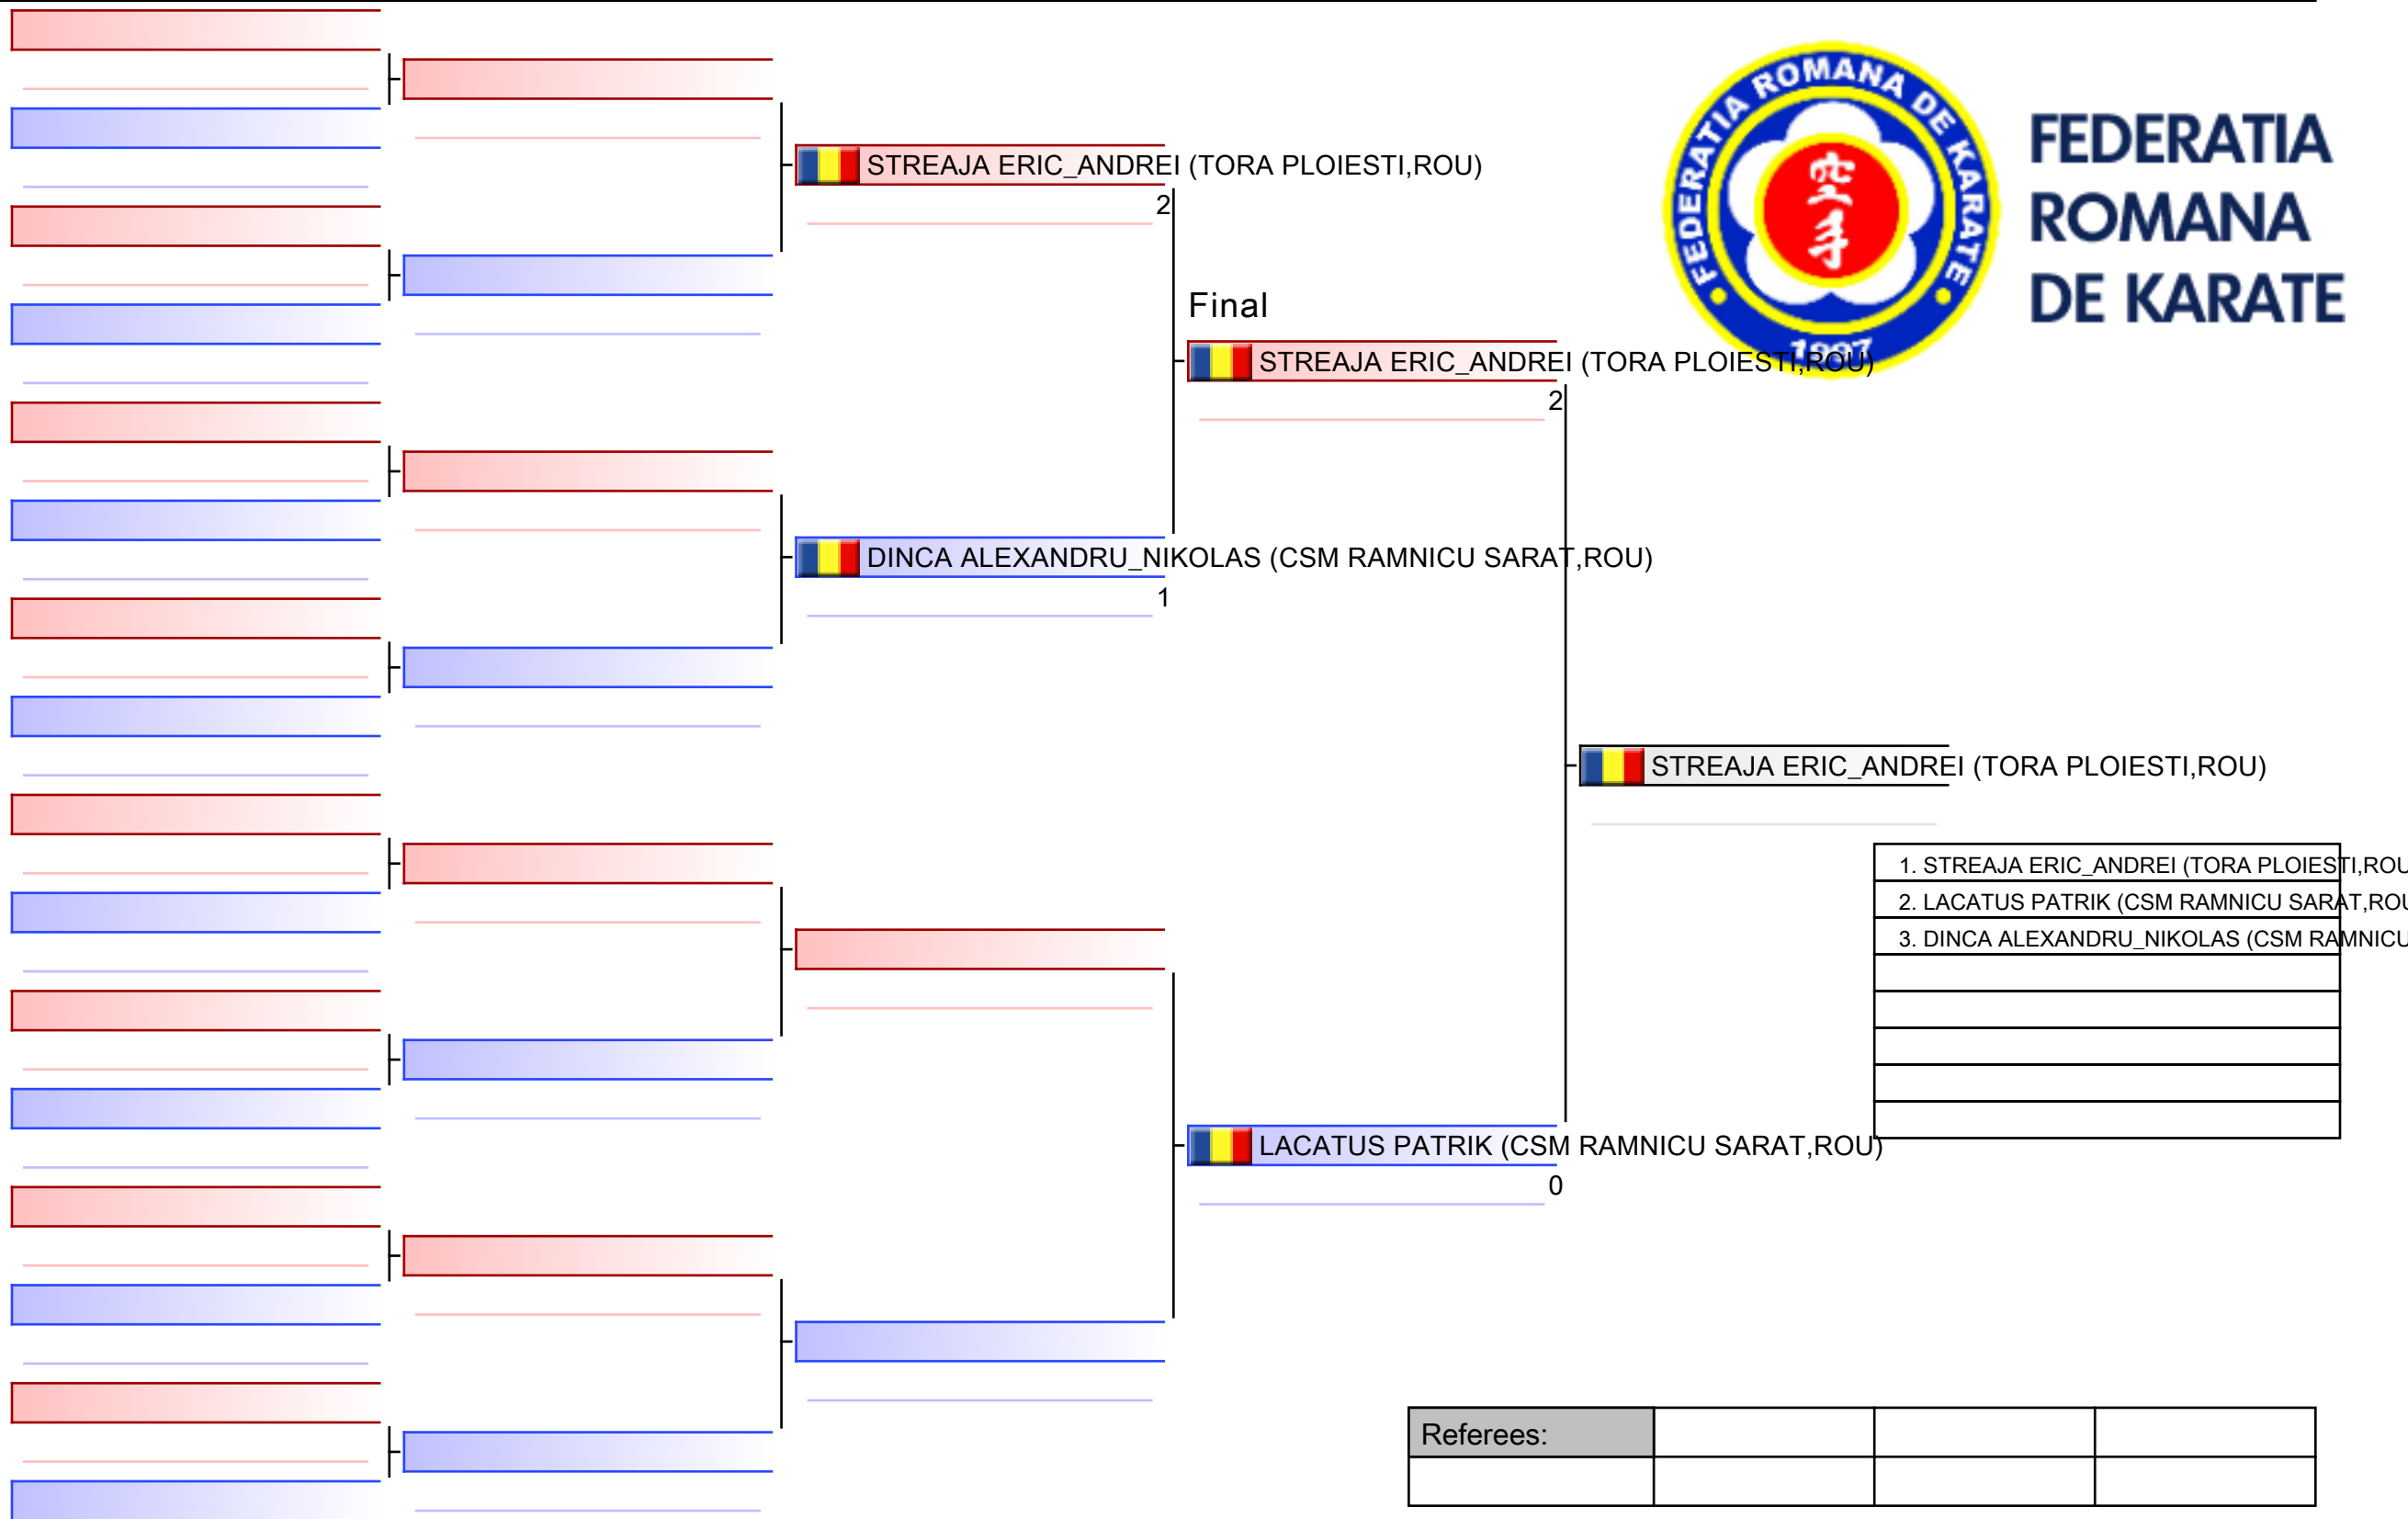 STREAJA ERIC_ANDREI (TORA PLOIESTI,ROU)
2
DINCA ALEXANDRU_NIKOLAS (CSM RAMNICU SARAT,ROU)
1
Final
STREAJA ERIC_ANDREI (TORA PLOIESTI,ROU)
2
LACATUS PATRIK (CSM RAMNICU SARAT,ROU)
0
STREAJA ERIC_ANDREI (TORA PLOIESTI,ROU)
FEDERATIA ROMANA DE KARATE
空手
1997
FEDERATIA
ROMANA
DE KARATE
1. STREAJA ERIC_ANDREI (TORA PLOIESTI,ROU
2. LACATUS PATRIK (CSM RAMNICU SARAT,ROU
3. DINCA ALEXANDRU_NIKOLAS (CSM RAMNICU
Referees: